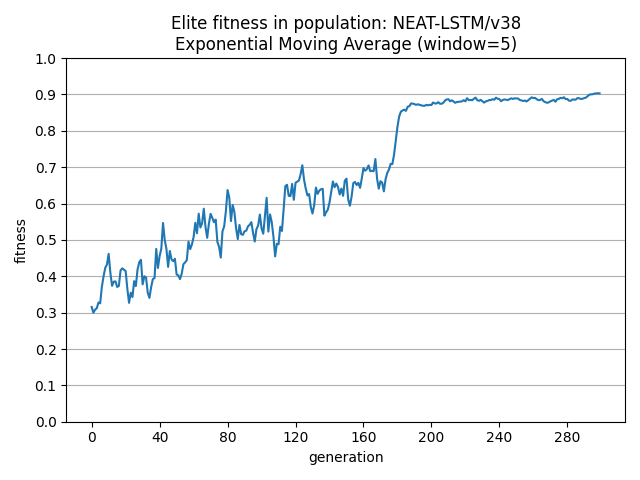 Elite fitness in population: NEAT-LSTM/v38
Exponential Moving Average (window=5)
1.0
0.9
0.8
0.7
0.6
0.5
0.4
0.3
0.2
0.1
0.0
fitness
0 40 80 120 160 200 240 280
generation